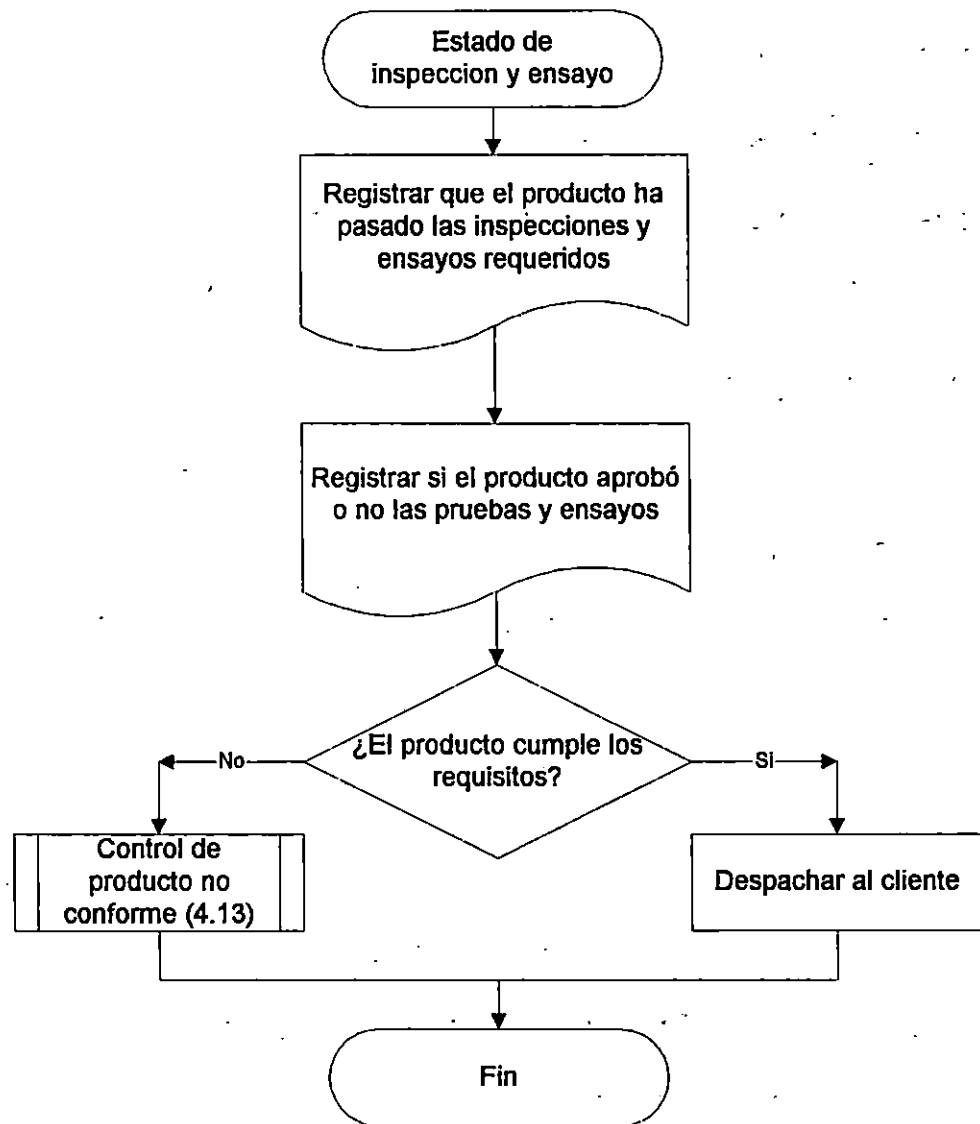 Estado de
inspeccion y ensayo
Registrar que el producto ha
pasado las inspecciones y
ensayos requeridos
Registrar si el producto aprobó
o no las pruebas y ensayos
¿El producto cumple los
requisitos?
No
Si
Control de
producto no
conforme (4.13)
Despachar al cliente
Fin